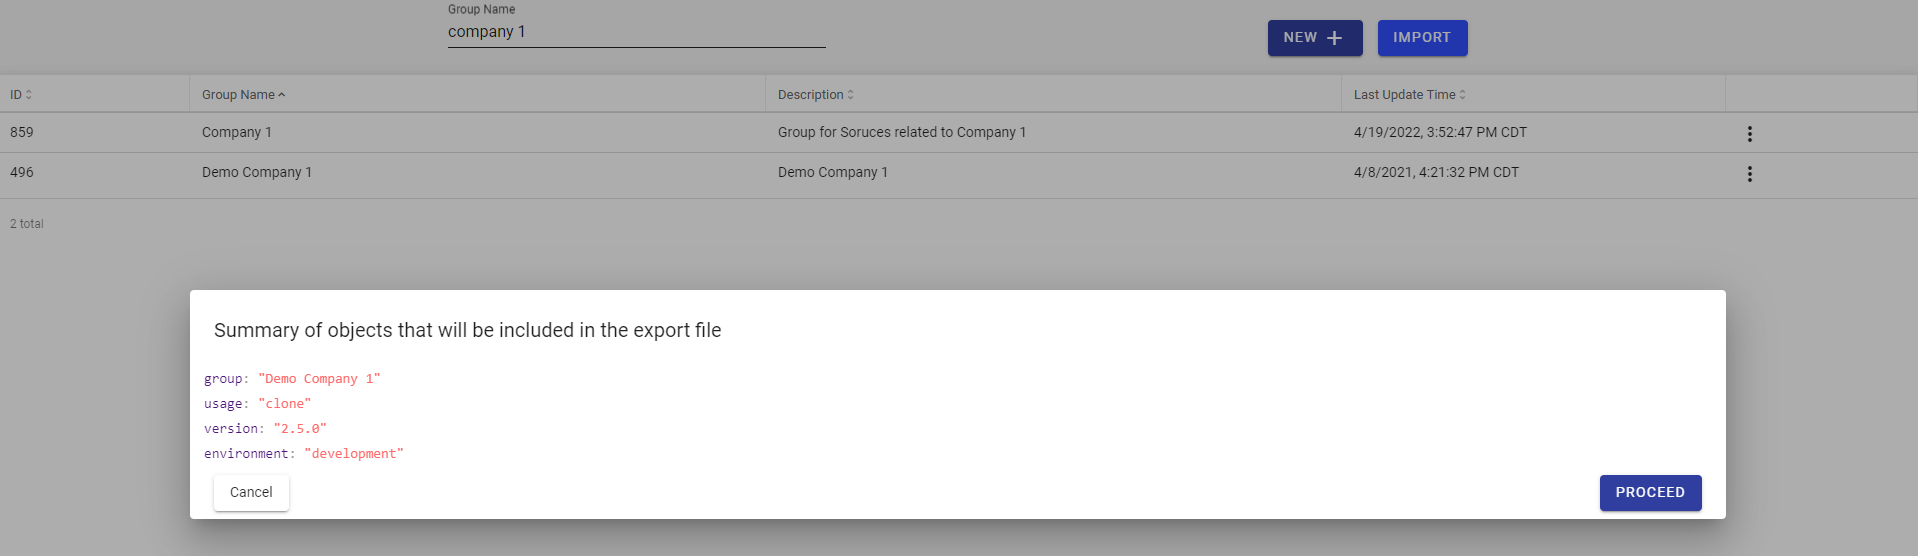 Group Name
company 1
NEW +
IMPORT
ID Group Name Description Last Update Time
859 Company 1 Group for Soruces related to Company 1 4/19/2022, 3:52:47 PM CDT
496 Demo Company 1 Demo Company 1 4/8/2021, 4:21:32 PM CDT
2 total
Summary of objects that will be included in the export file
group: "Demo Company 1"
usage: "clone"
version: "2.5.0"
environment: "development"
Cancel
PROCEED